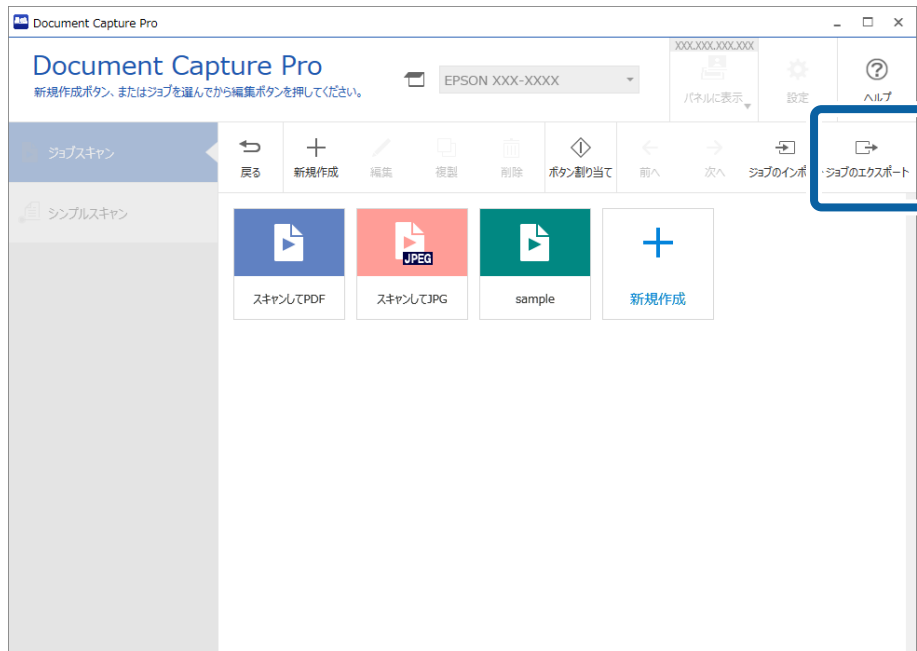 Document Capture Pro
Document Capture Pro
新規作成ボタン、またはジョブを選んでから編集ボタンを押してください。
EPSON XXX-XXXX
XXX.XXX.XXX.XXX
パネルに表示
設定
ヘルプ
ジョブスキャン
シンプルスキャン
戻る
新規作成
編集
複製
削除
ボタン割り当て
前へ
次へ
ジョブのインポ
ジョブのエクスポート
JPEG
スキャンしてPDF
スキャンしてJPG
sample
新規作成